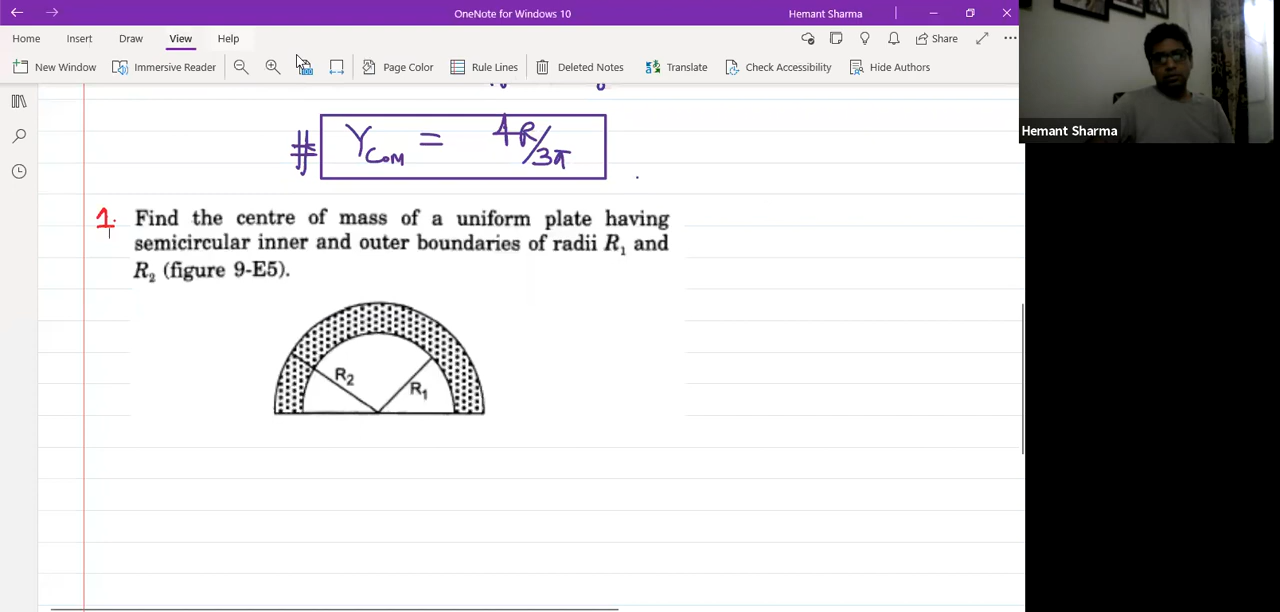 OneNote for Windows 10
Hemant Sharma
Home Insert Draw View Help
Share
New Window Immersive Reader Page Color Rule Lines Deleted Notes Translate Check Accessibility Hide Authors
Hemant Sharma
# Y COM = 4R/3π
1. Find the centre of mass of a uniform plate having
semicircular inner and outer boundaries of radii R₁ and
R₂ (figure 9-E5).
R₂
R₁